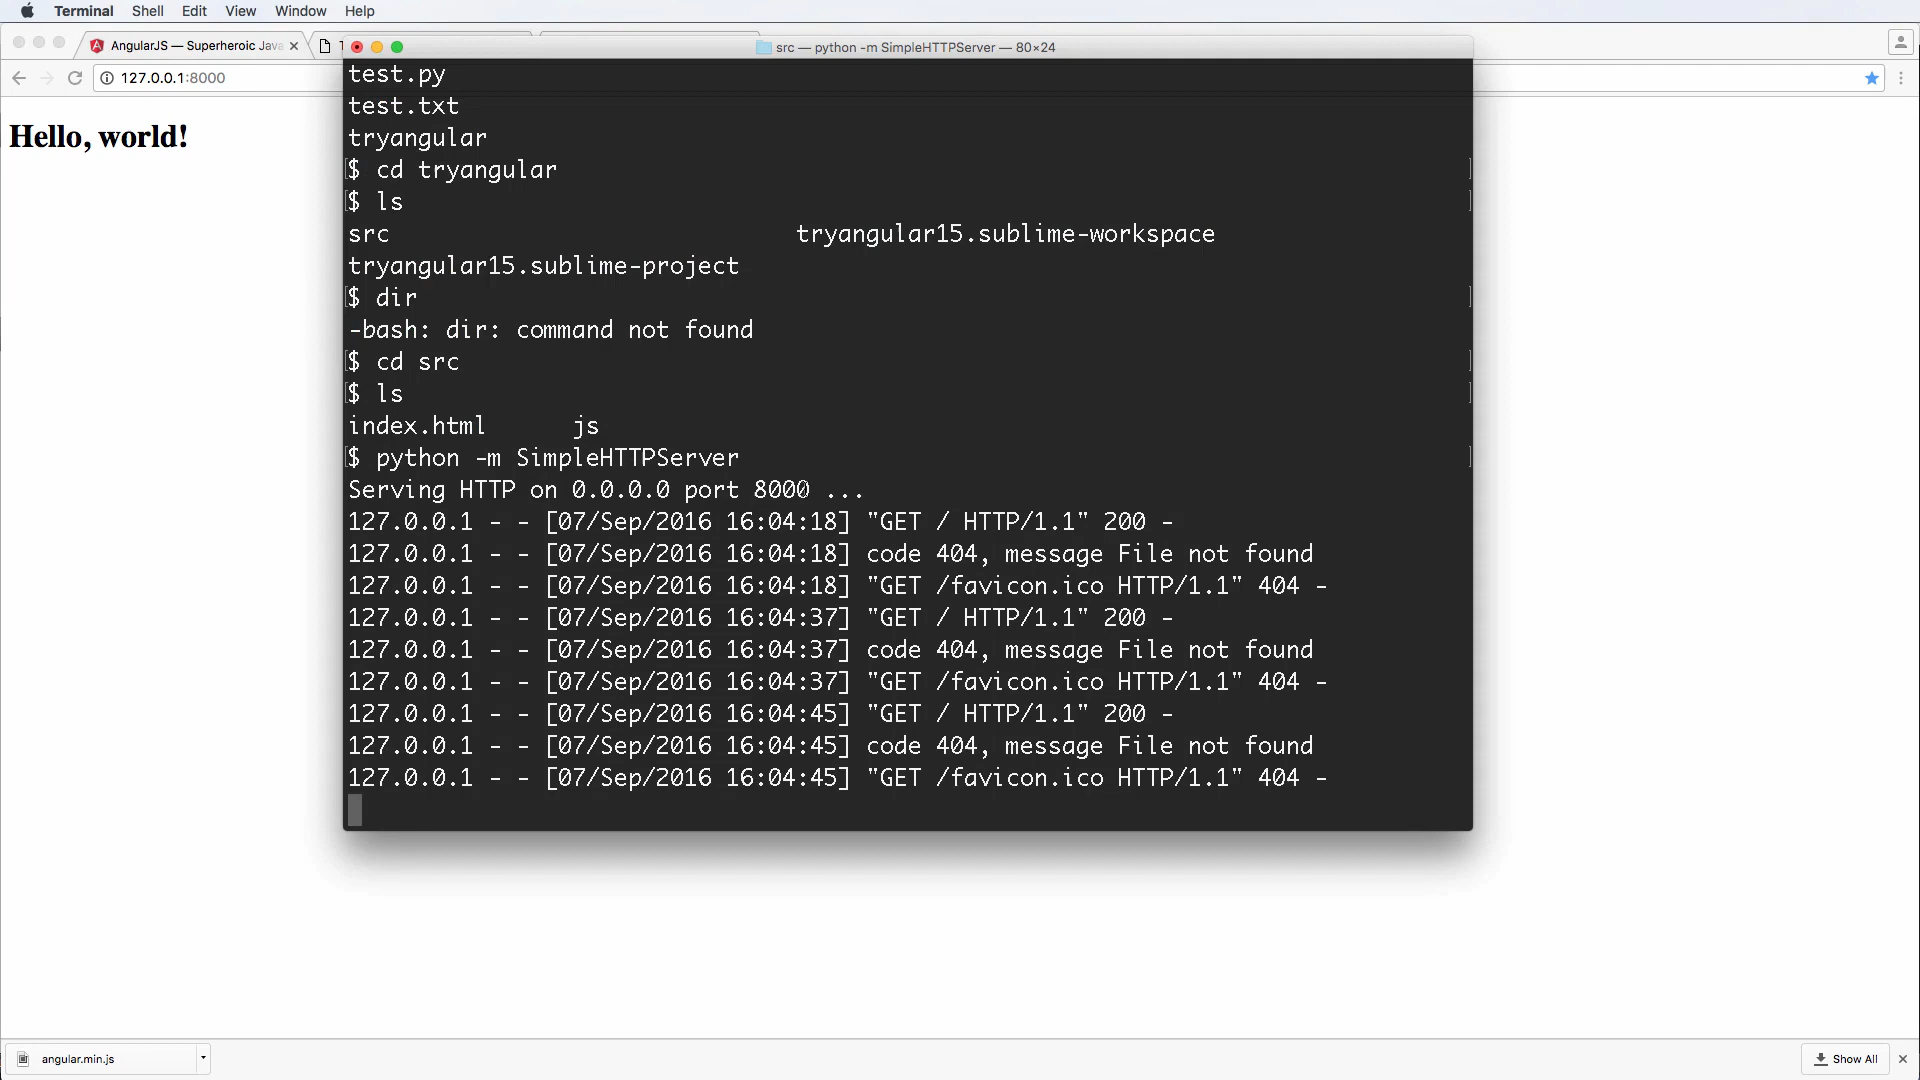 Terminal Shell Edit View Window Help
AngularJS — Superheroic Java
127.0.0.1:8000
Hello, world!
src — python -m SimpleHTTPServer — 80×24
test.py
test.txt
tryangular
$ cd tryangular
$ ls
src tryangular15.sublime-workspace
tryangular15.sublime-project
$ dir
-bash: dir: command not found
$ cd src
$ ls
index.html js
$ python -m SimpleHTTPServer
Serving HTTP on 0.0.0.0 port 8000 ...
127.0.0.1 - - [07/Sep/2016 16:04:18] "GET / HTTP/1.1" 200 -
127.0.0.1 - - [07/Sep/2016 16:04:18] code 404, message File not found
127.0.0.1 - - [07/Sep/2016 16:04:18] "GET /favicon.ico HTTP/1.1" 404 -
127.0.0.1 - - [07/Sep/2016 16:04:37] "GET / HTTP/1.1" 200 -
127.0.0.1 - - [07/Sep/2016 16:04:37] code 404, message File not found
127.0.0.1 - - [07/Sep/2016 16:04:37] "GET /favicon.ico HTTP/1.1" 404 -
127.0.0.1 - - [07/Sep/2016 16:04:45] "GET / HTTP/1.1" 200 -
127.0.0.1 - - [07/Sep/2016 16:04:45] code 404, message File not found
127.0.0.1 - - [07/Sep/2016 16:04:45] "GET /favicon.ico HTTP/1.1" 404 -
angular.min.js
Show All